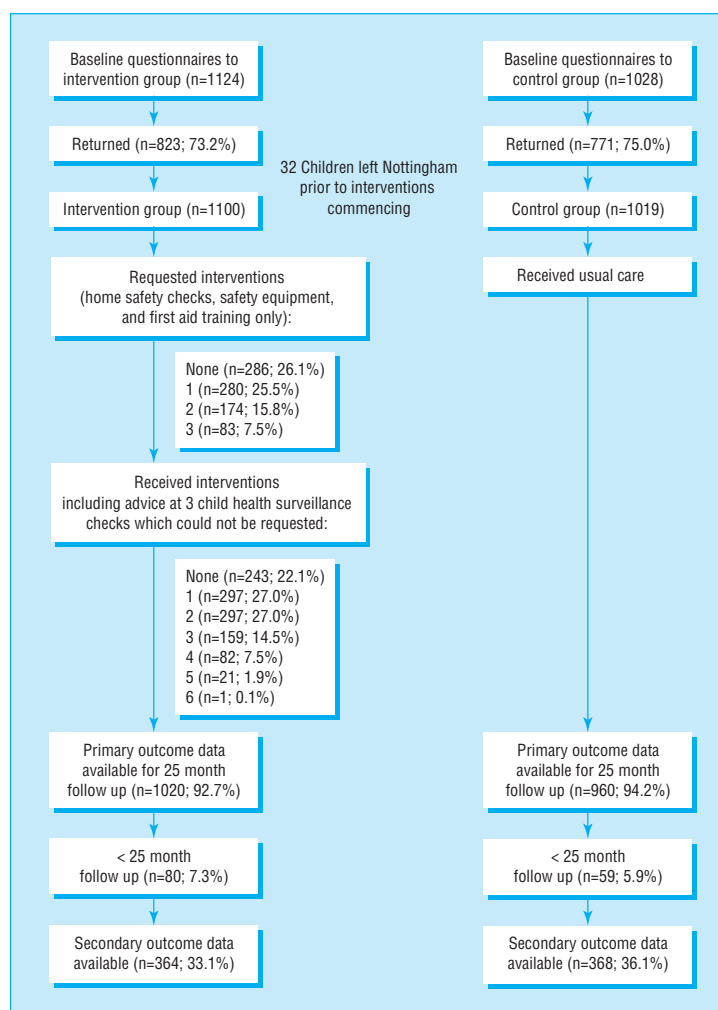 Baseline questionnaires to
intervention group (n=1124)
Returned (n=823; 73.2%)
Intervention group (n=1100)
Requested interventions
(home safety checks, safety equipment,
and first aid training only):
None (n=286; 26.1%)
1 (n=280; 25.5%)
2 (n=174; 15.8%)
3 (n=83; 7.5%)
Received interventions
including advice at 3 child health surveillance
checks which could not be requested:
None (n=243; 22.1%)
1 (n=297; 27.0%)
2 (n=297; 27.0%)
3 (n=159; 14.5%)
4 (n=82; 7.5%)
5 (n=21; 1.9%)
6 (n=1; 0.1%)
Primary outcome data
available for 25 month
follow up (n=1020; 92.7%)
< 25 month
follow up (n=80; 7.3%)
Secondary outcome data
available (n=364; 33.1%)
32 Children left Nottingham
prior to interventions
commencing
Baseline questionnaires to
control group (n=1028)
Returned (n=771; 75.0%)
Control group (n=1019)
Received usual care
Primary outcome data
available for 25 month
follow up (n=960; 94.2%)
< 25 month
follow up (n=59; 5.9%)
Secondary outcome data
available (n=368; 36.1%)